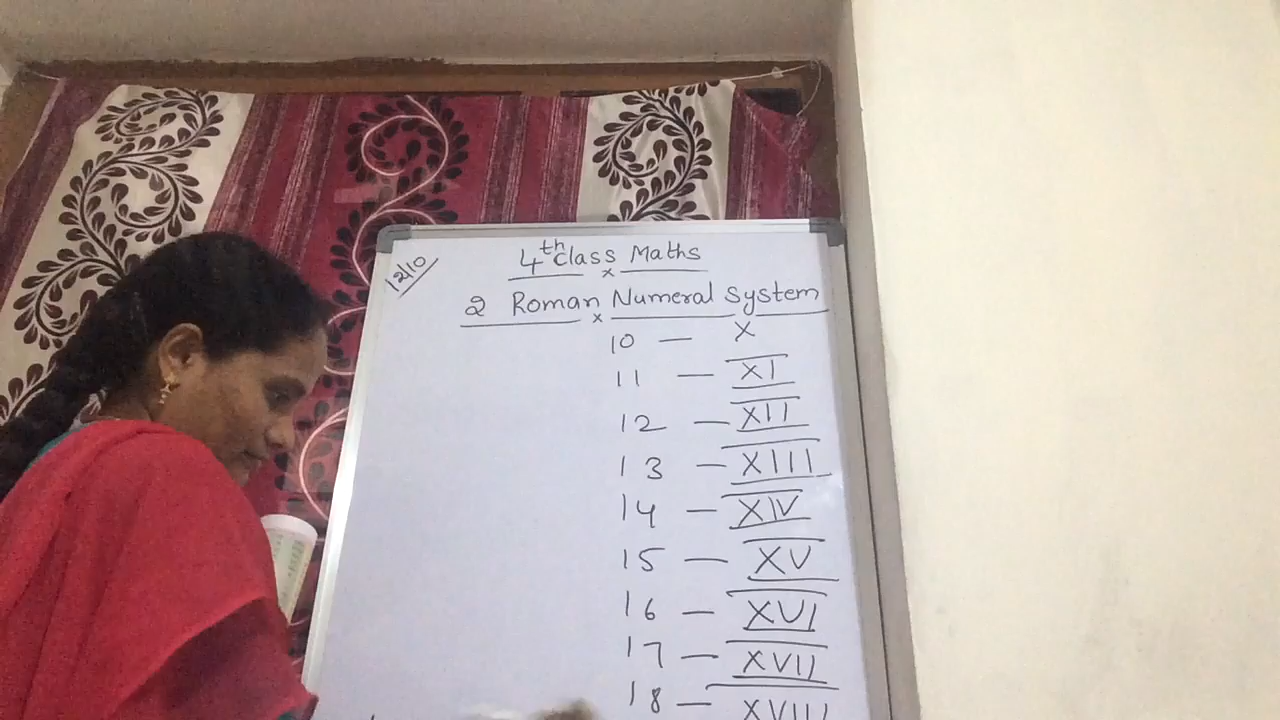 12/10
4th Class Maths
2 Roman Numeral System
10 — X
11 — XI
12 — XII
13 — XIII
14 — XIV
15 — XV
16 — XVI
17 — XVII
18 — XVIII